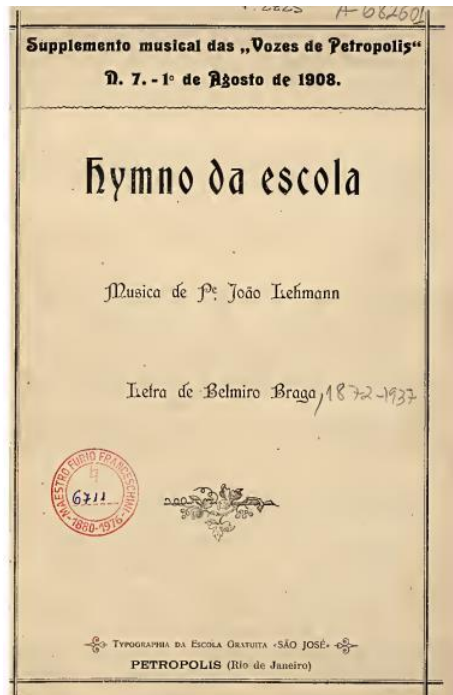 A-682601
Supplemento musical das „Vozes de Petropolis“
N. 7. - 1º de Agosto de 1908.
Hymno da escola
Musica de Pe. João Lehmann
Letra de Belmiro Braga, 1872-1937
MAESTRO FURIO FRANCESCHINI
6711
-1880-1976-
Typographia da Escola Gratuita «São José»
PETROPOLIS (Rio de Janeiro)